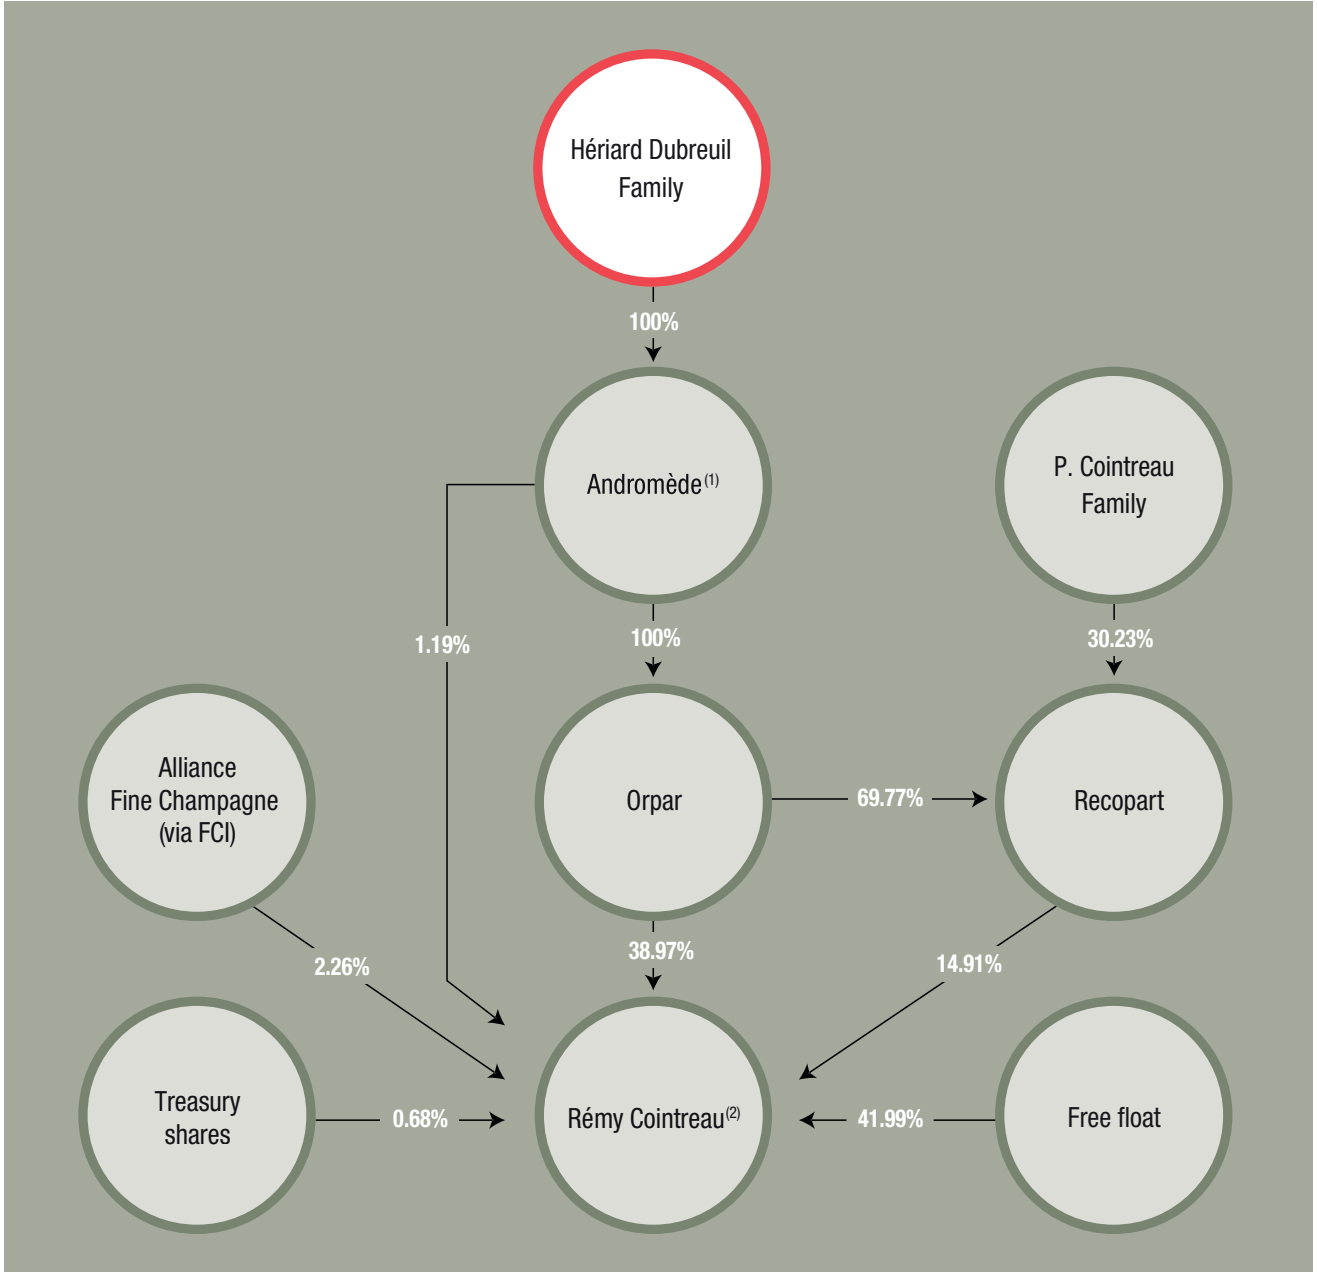 Hériard Dubreuil
Family
100%
Andromède(1)
P. Cointreau
Family
1.19%
100%
30.23%
Alliance
Fine Champagne
(via FCI)
Orpar
69.77%
Recopart
2.26%
38.97%
14.91%
Treasury
shares
0.68%
Rémy Cointreau(2)
41.99%
Free float